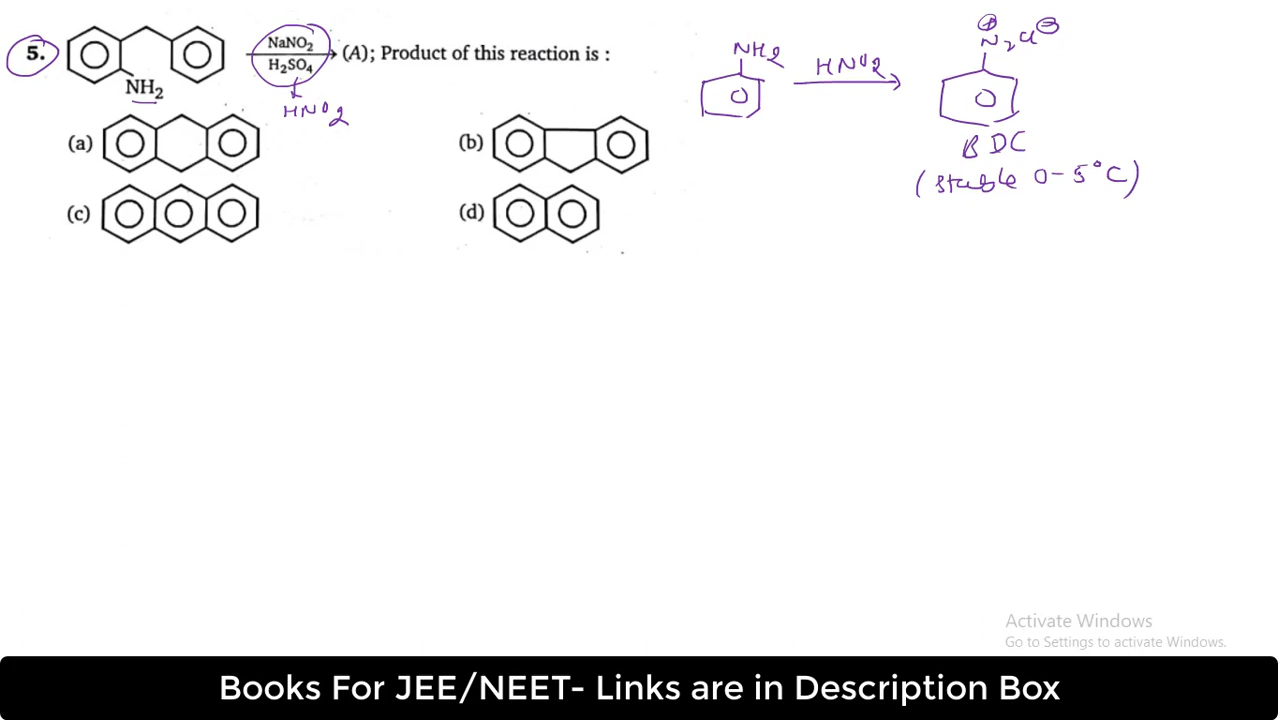 5.
NaNO₂
H₂SO₄
(A); Product of this reaction is :
NH₂
HNO₂
(a)
(b)
(c)
(d)
NH₂
HNO₂
⊕
N₂Cl⊖
BDC
(stable 0-5°C)
Activate Windows
Go to Settings to activate Windows.
Books For JEE/NEET- Links are in Description Box